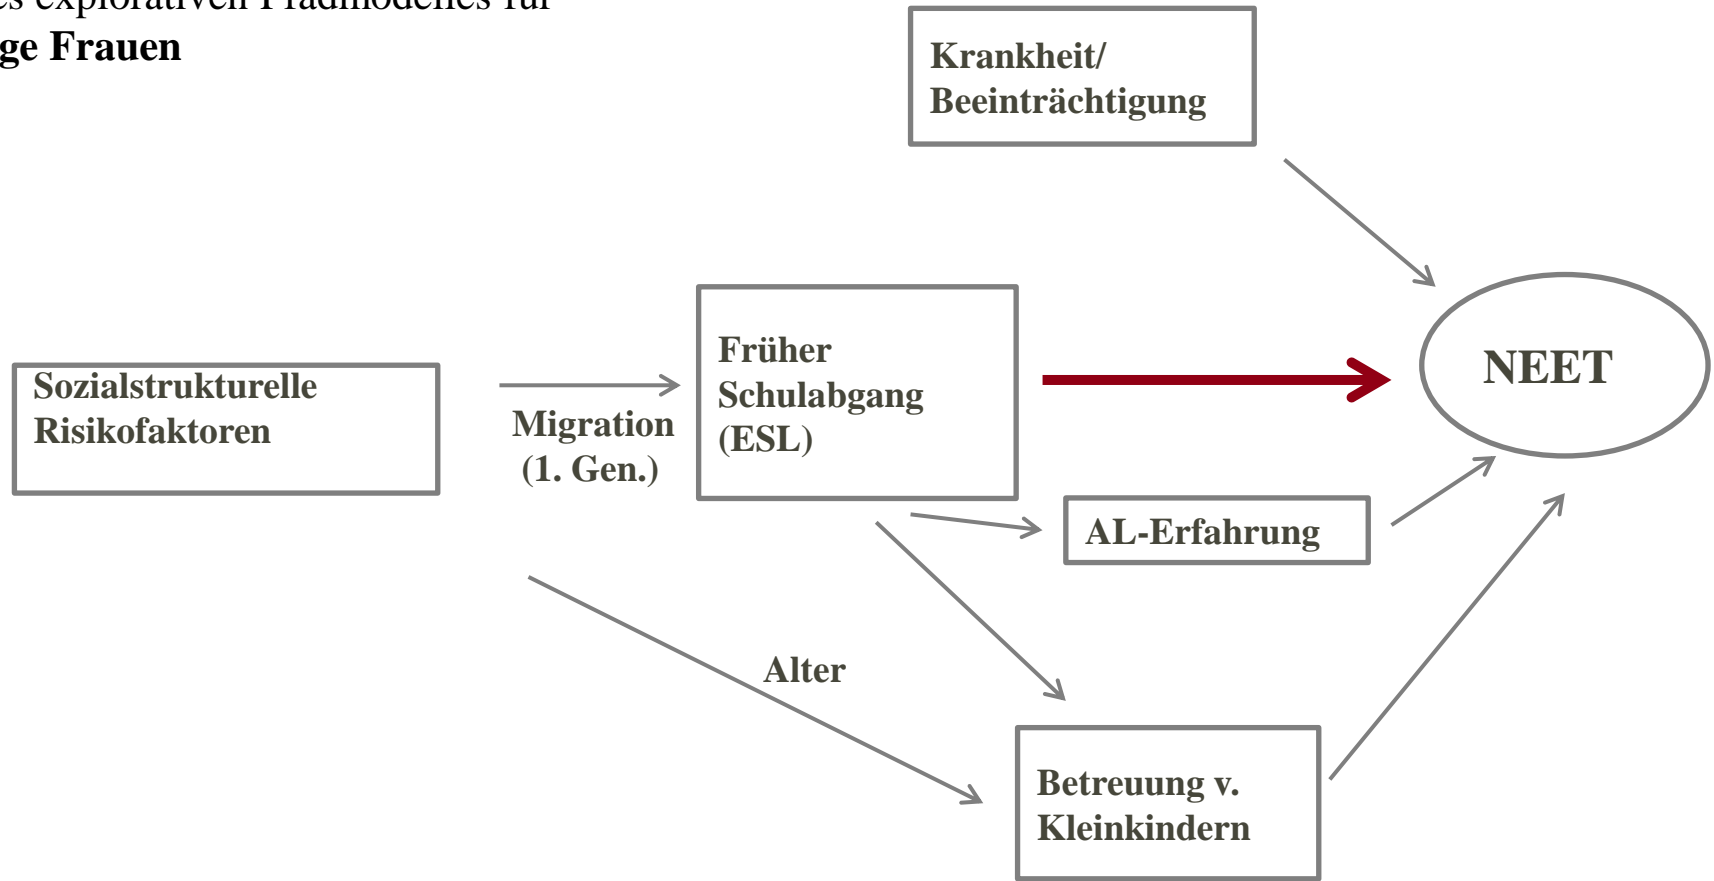 ge Frauen
Krankheit/
Beeinträchtigung
Früher
Schulabgang
(ESL)
NEET
Sozialstrukturelle
Risikofaktoren
Migration
(1. Gen.)
AL-Erfahrung
Alter
Betreuung v.
Kleinkindern